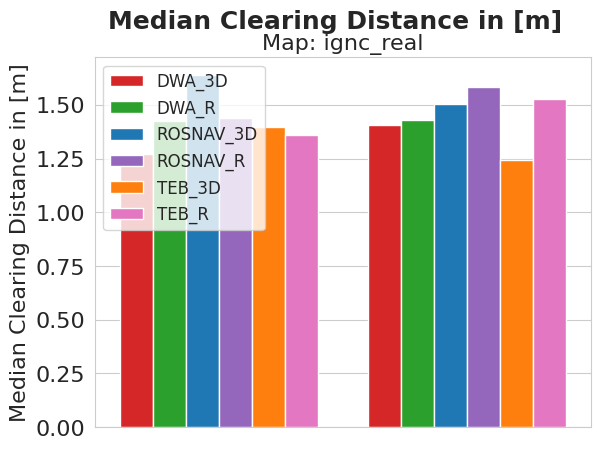 Median Clearing Distance in [m]
Map: ignc_real
Median Clearing Distance in [m]
1.50
1.25
1.00
0.75
0.50
0.25
0.00
DWA_3D
DWA_R
ROSNAV_3D
ROSNAV_R
TEB_3D
TEB_R